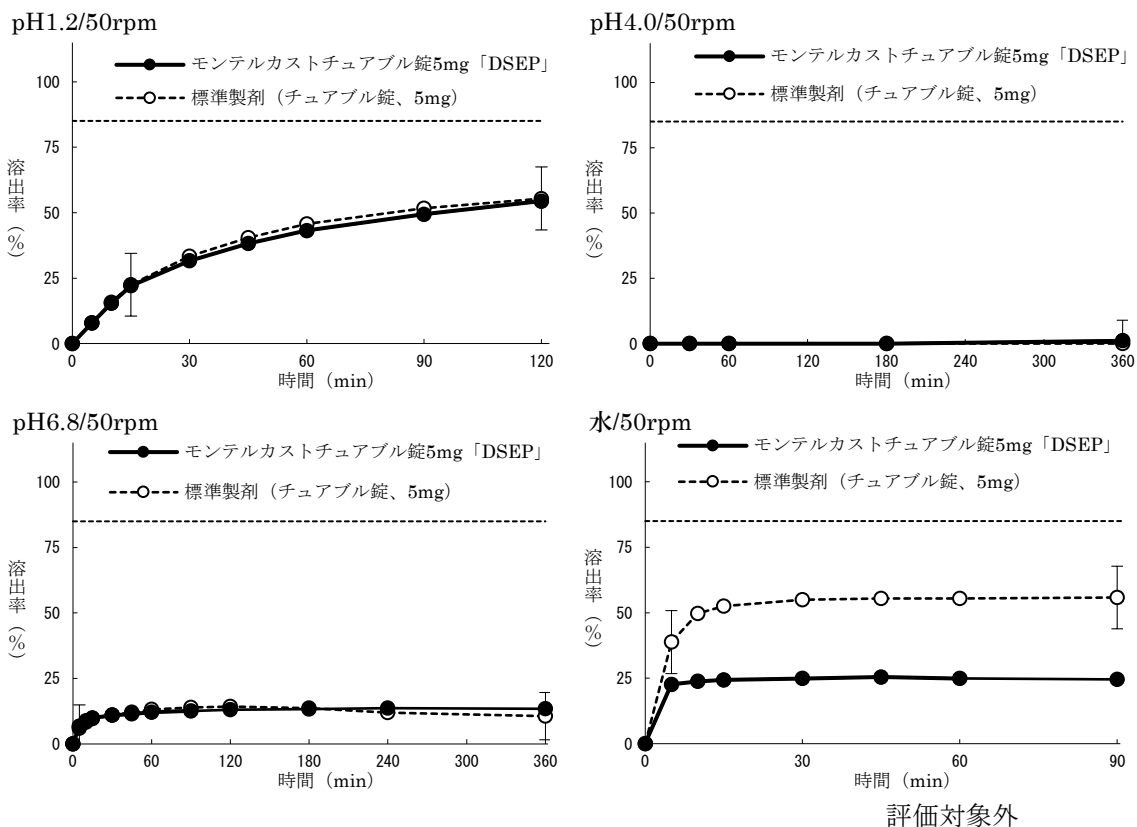 pH1.2/50rpm
モンテルカストチュアブル錠5mg「DSEP」
標準製剤（チュアブル錠、5mg）
100
75
50
25
0
溶出率（%）
0 30 60 90 120
時間（min）
pH4.0/50rpm
モンテルカストチュアブル錠5mg「DSEP」
標準製剤（チュアブル錠、5mg）
100
75
50
25
0
溶出率（%）
0 60 120 180 240 300 360
時間（min）
pH6.8/50rpm
モンテルカストチュアブル錠5mg「DSEP」
標準製剤（チュアブル錠、5mg）
100
75
50
25
0
溶出率（%）
0 60 120 180 240 300 360
時間（min）
水/50rpm
モンテルカストチュアブル錠5mg「DSEP」
標準製剤（チュアブル錠、5mg）
100
75
50
25
0
溶出率（%）
0 30 60 90
時間（min）
評価対象外